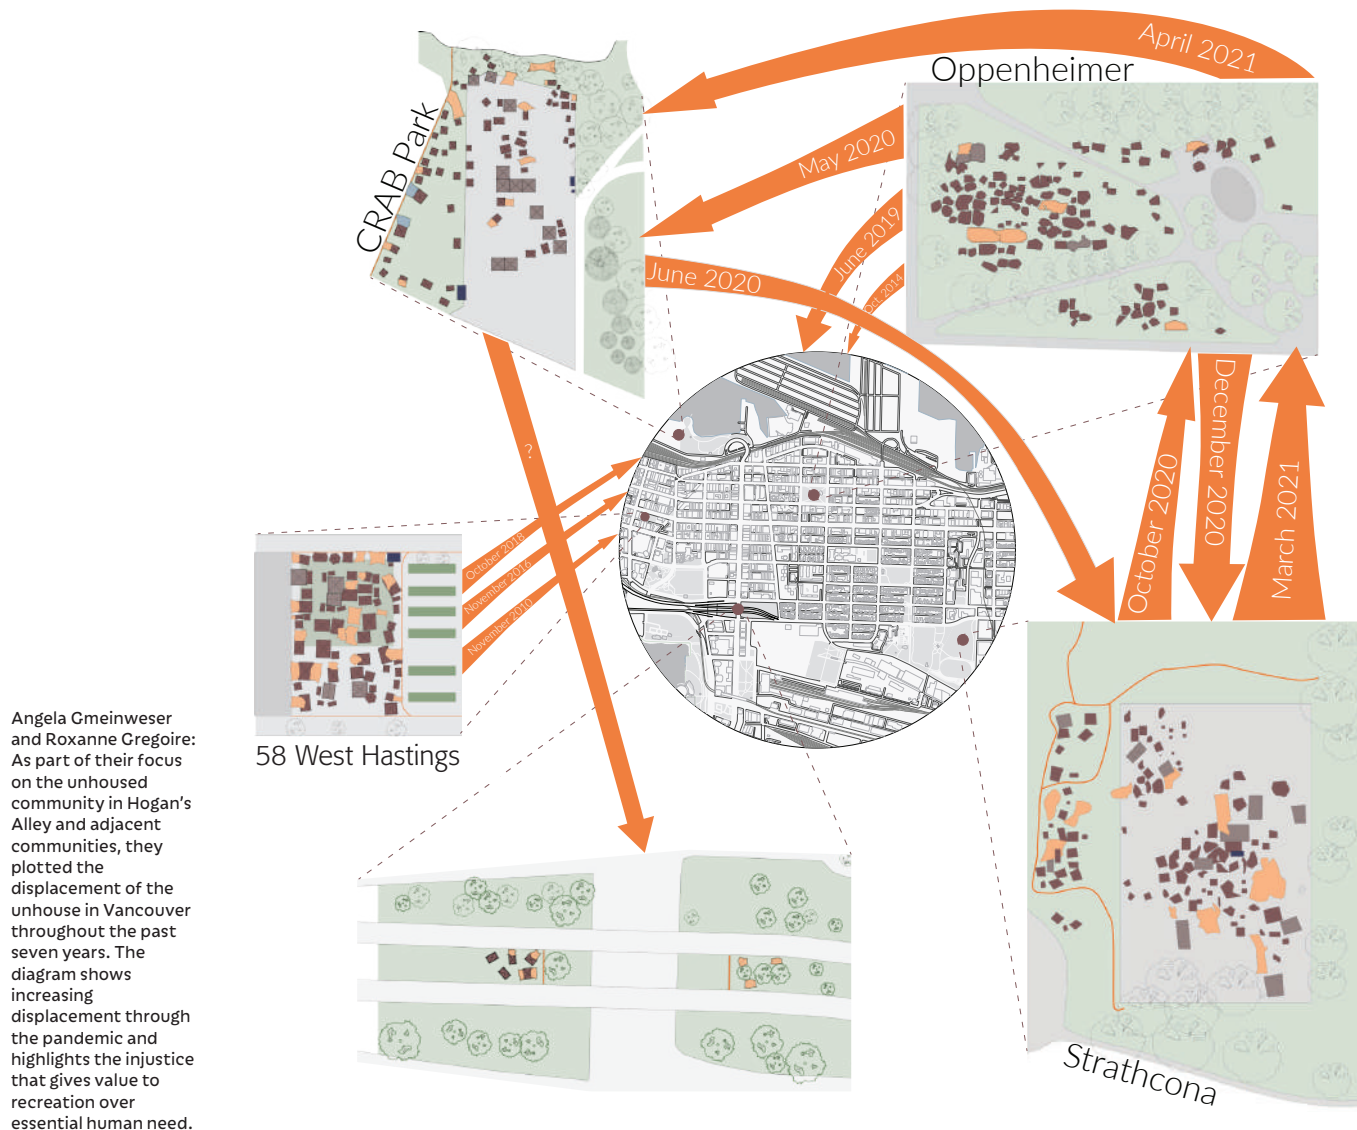 April 2021
Oppenheimer
CRAB Park
May 2020
June 2019
Oct. 2014
June 2020
?
December 2020
October 2020
March 2021
October 2018
November 2016
November 2010
58 West Hastings
Angela Gmeinweser
and Roxanne Gregoire:
As part of their focus
on the unhoused
community in Hogan's
Alley and adjacent
communities, they
plotted the
displacement of the
unhouse in Vancouver
throughout the past
seven years. The
diagram shows
increasing
displacement through
the pandemic and
highlights the injustice
that gives value to
recreation over
essential human need.
Strathcona